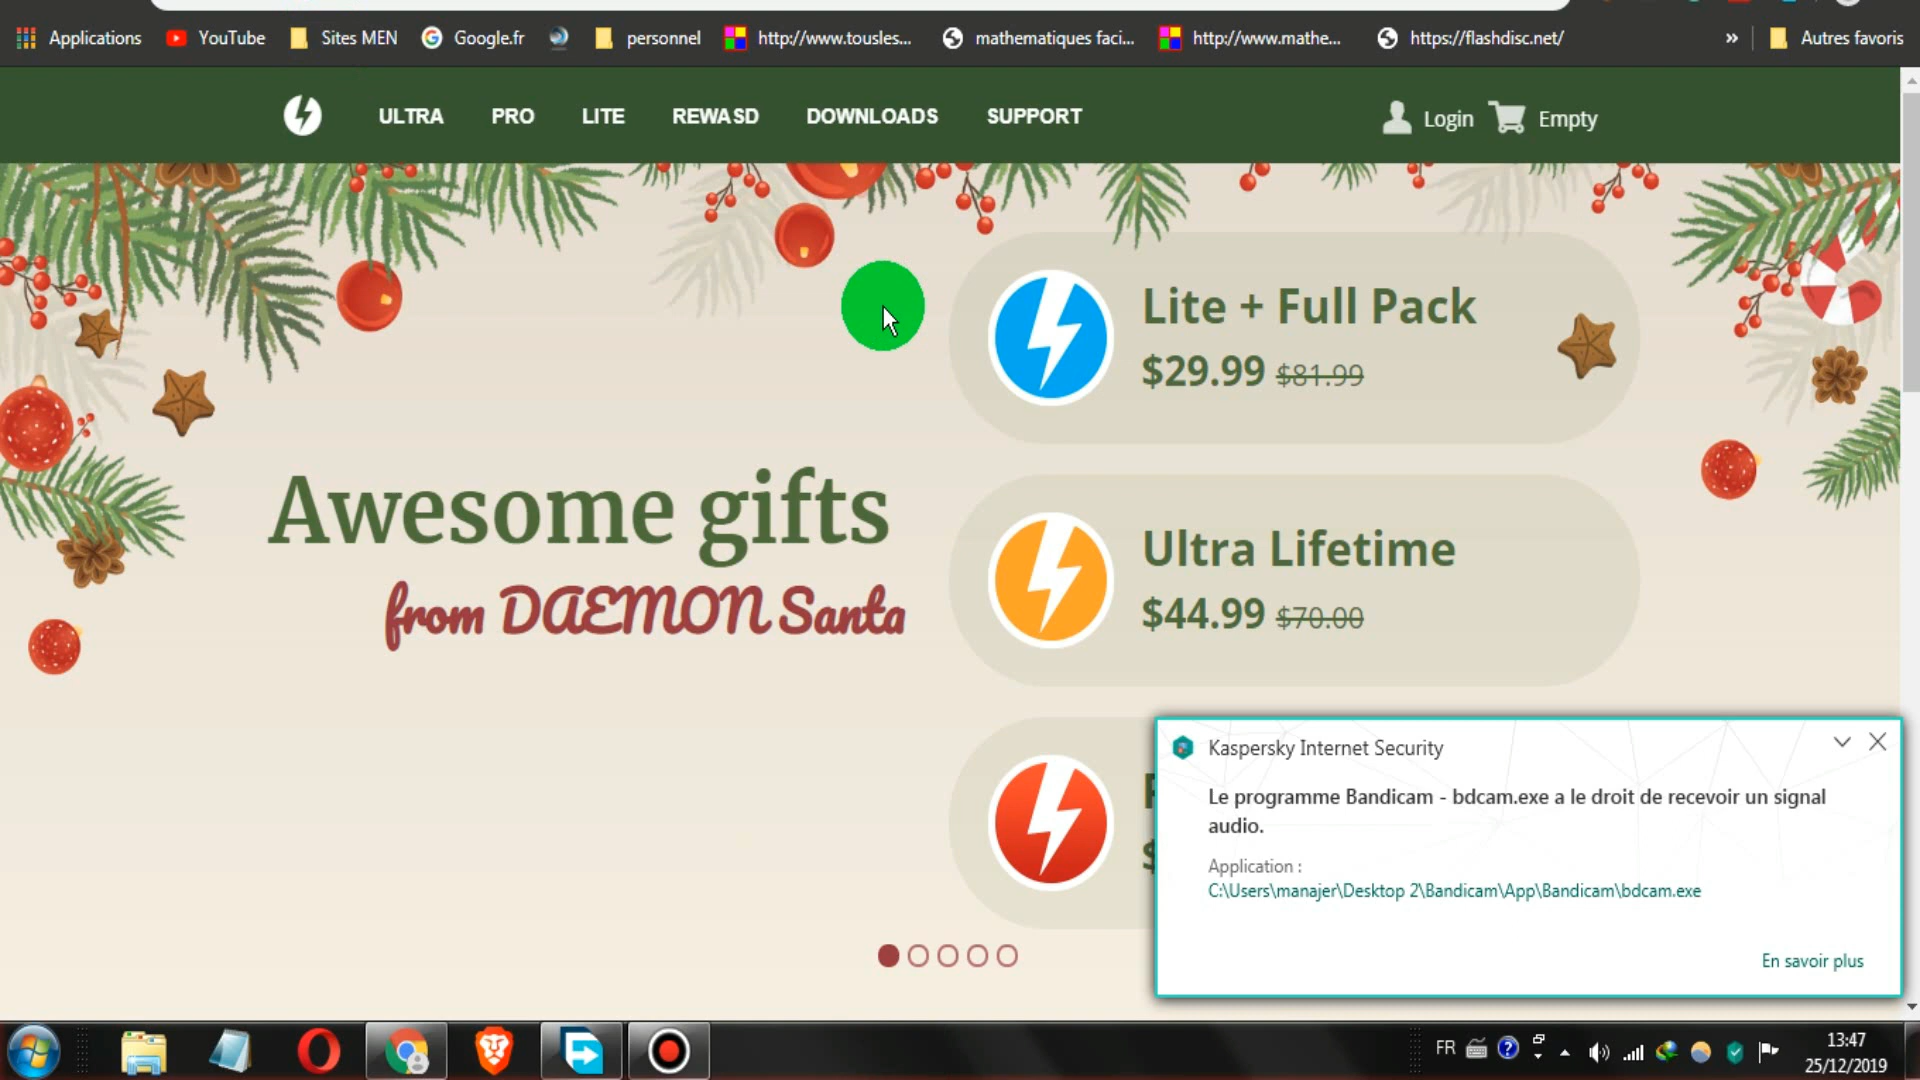 Applications YouTube Sites MEN Google.fr personnel http://www.tousles... mathematiques faci... http://www.mathe... https://flashdisc.net/ » Autres favoris
ULTRA PRO LITE REWASD DOWNLOADS SUPPORT Login Empty
Lite + Full Pack
$29.99 $81.99
Awesome gifts
from DAEMON Santa
Ultra Lifetime
$44.99 $70.00
Kaspersky Internet Security
Le programme Bandicam - bdcam.exe a le droit de recevoir un signal
audio.
Application :
C:\Users\manajer\Desktop 2\Bandicam\App\Bandicam\bdcam.exe
En savoir plus
FR
13:47
25/12/2019